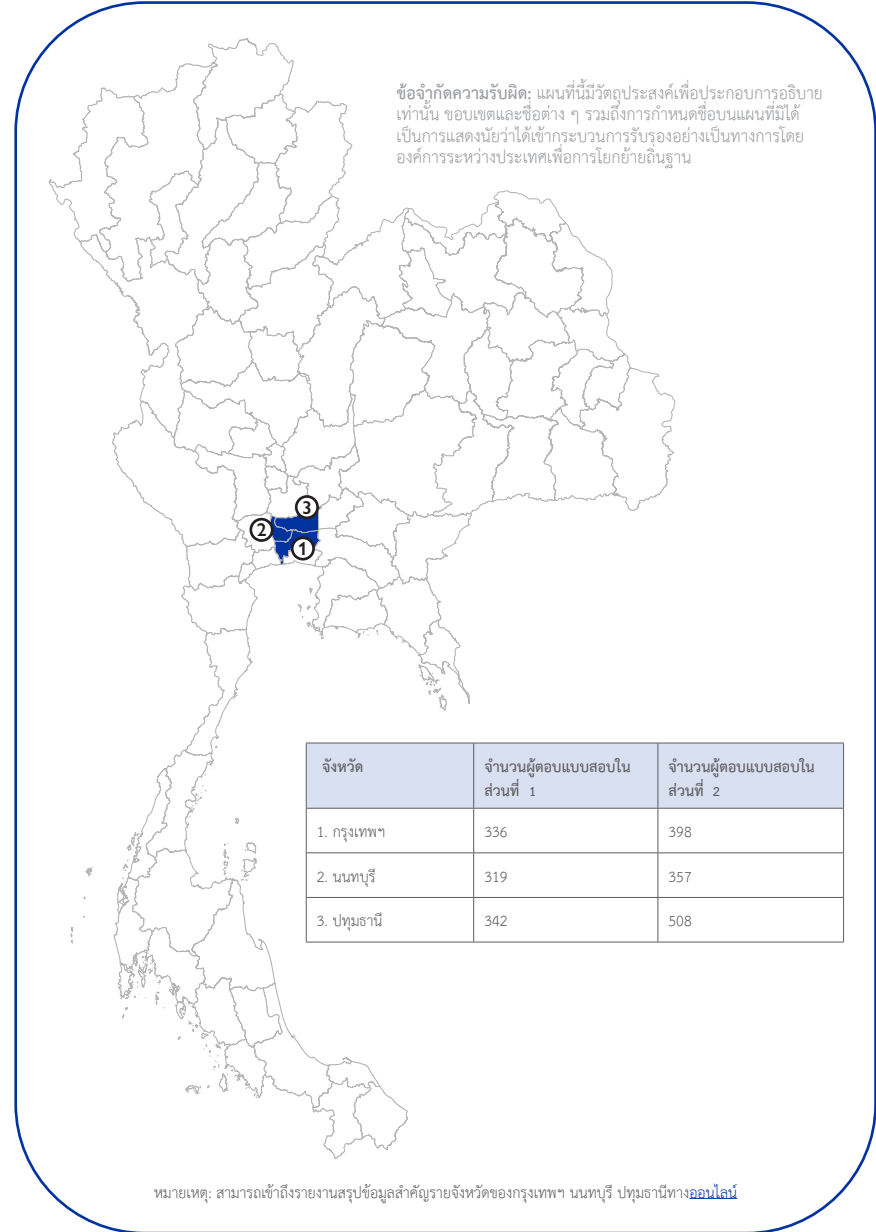 ข้อจำกัดความรับผิด: แผนที่นี้มีวัตถุประสงค์เพื่อประกอบการอธิบาย
เท่านั้น ขอบเขตและชื่อต่าง ๆ รวมถึงการกำหนดชื่อบนแผนที่มิได้
เป็นการแสดงนัยว่าได้เข้ากระบวนการรับรองอย่างเป็นทางการโดย
องค์การระหว่างประเทศเพื่อการโยกย้ายถิ่นฐาน
3
2
1
จังหวัด จำนวนผู้ตอบแบบสอบใน จำนวนผู้ตอบแบบสอบใน
ส่วนที่ 1 ส่วนที่ 2
1. กรุงเทพฯ 336 398
2. นนทบุรี 319 357
3. ปทุมธานี 342 508
หมายเหตุ: สามารถเข้าถึงรายงานสรุปข้อมูลสำคัญรายจังหวัดของกรุงเทพฯ นนทบุรี ปทุมธานีทางออนไลน์